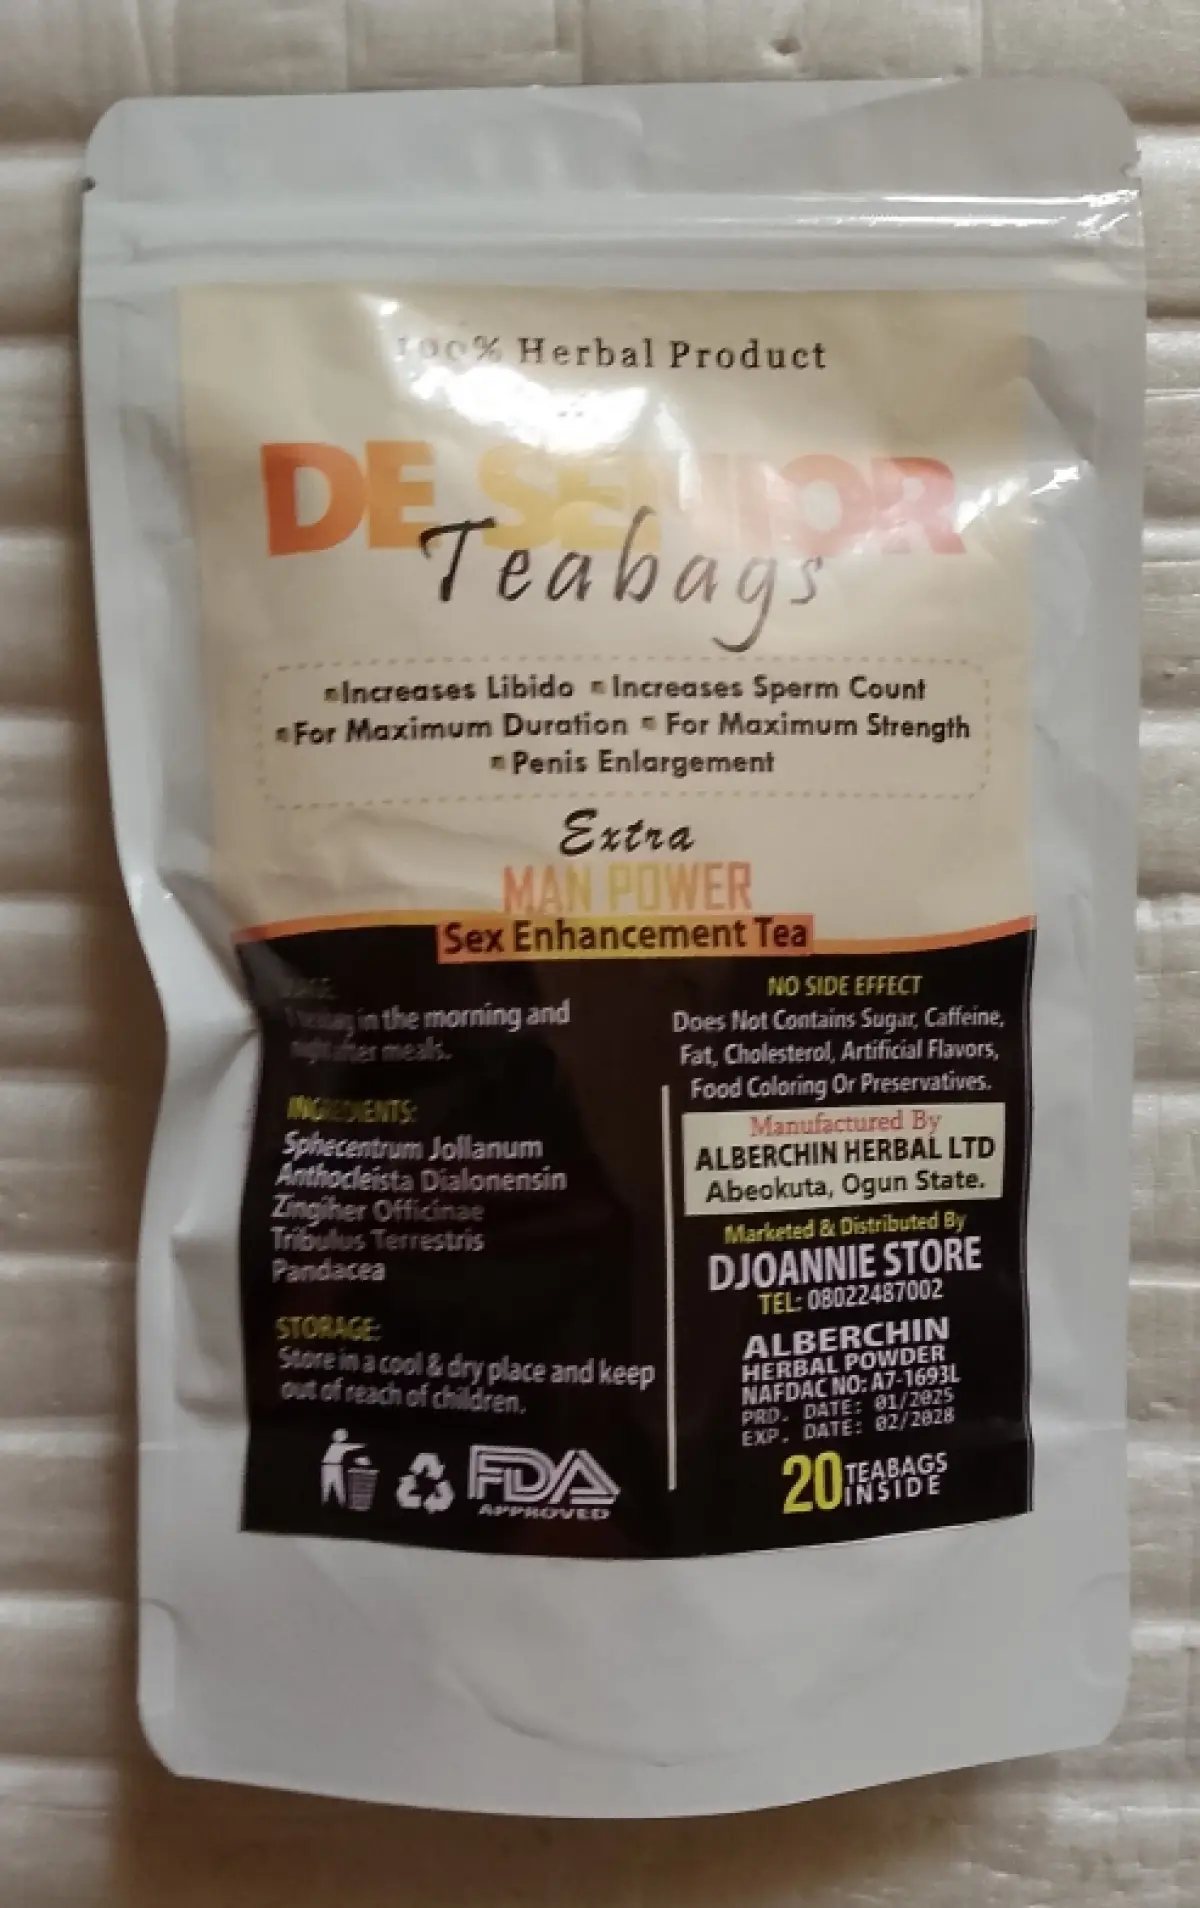 100% Herbal Product
DE SENIOR
Teabags
Increases Libido Increases Sperm Count
For Maximum Duration For Maximum Strength
Penis Enlargement
Extra
MAN POWER
Sex Enhancement Tea
1 teabag in the morning and
night after meals.
INGREDIENTS:
Sphecentrum Jollanum
Anthocleista Dialonensin
Zingiher Officinae
Tribulus Terrestris
Pandacea
STORAGE:
Store in a cool & dry place and keep
out of reach of children.
FDA
APPROVED
NO SIDE EFFECT
Does Not Contains Sugar, Caffeine,
Fat, Cholesterol, Artificial Flavors,
Food Coloring Or Preservatives.
Manufactured By
ALBERCHIN HERBAL LTD
Abeokuta, Ogun State.
Marketed & Distributed By
DJOANNIE STORE
TEL: 08022487002
ALBERCHIN
HERBAL POWDER
NAFDAC NO: A7-1693L
PRD. DATE: 01/2025
EXP. DATE: 02/2028
20 TEABAGS
INSIDE